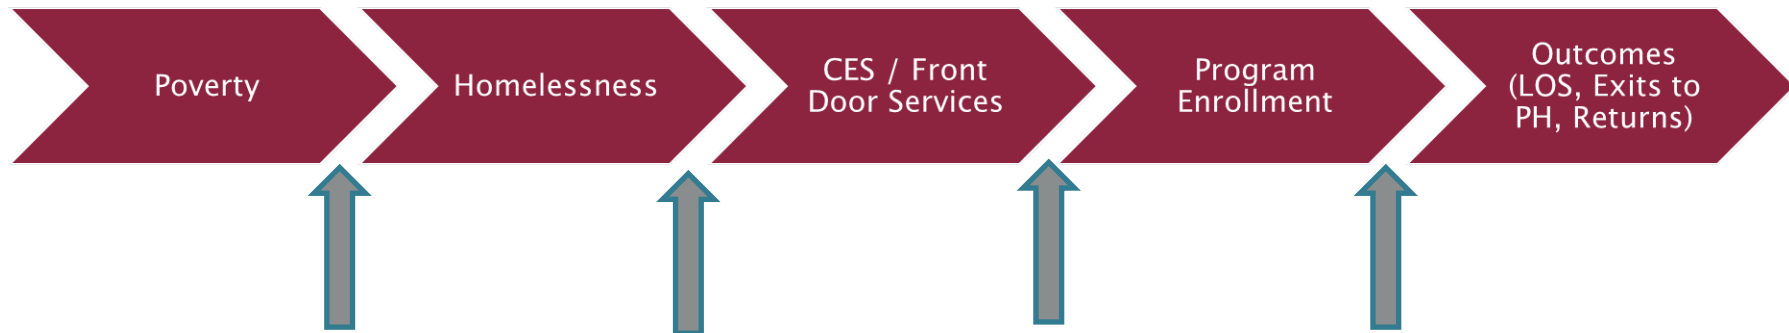 Poverty
Homelessness
CES / Front
Door Services
Program
Enrollment
Outcomes
(LOS, Exits to
PH, Returns)